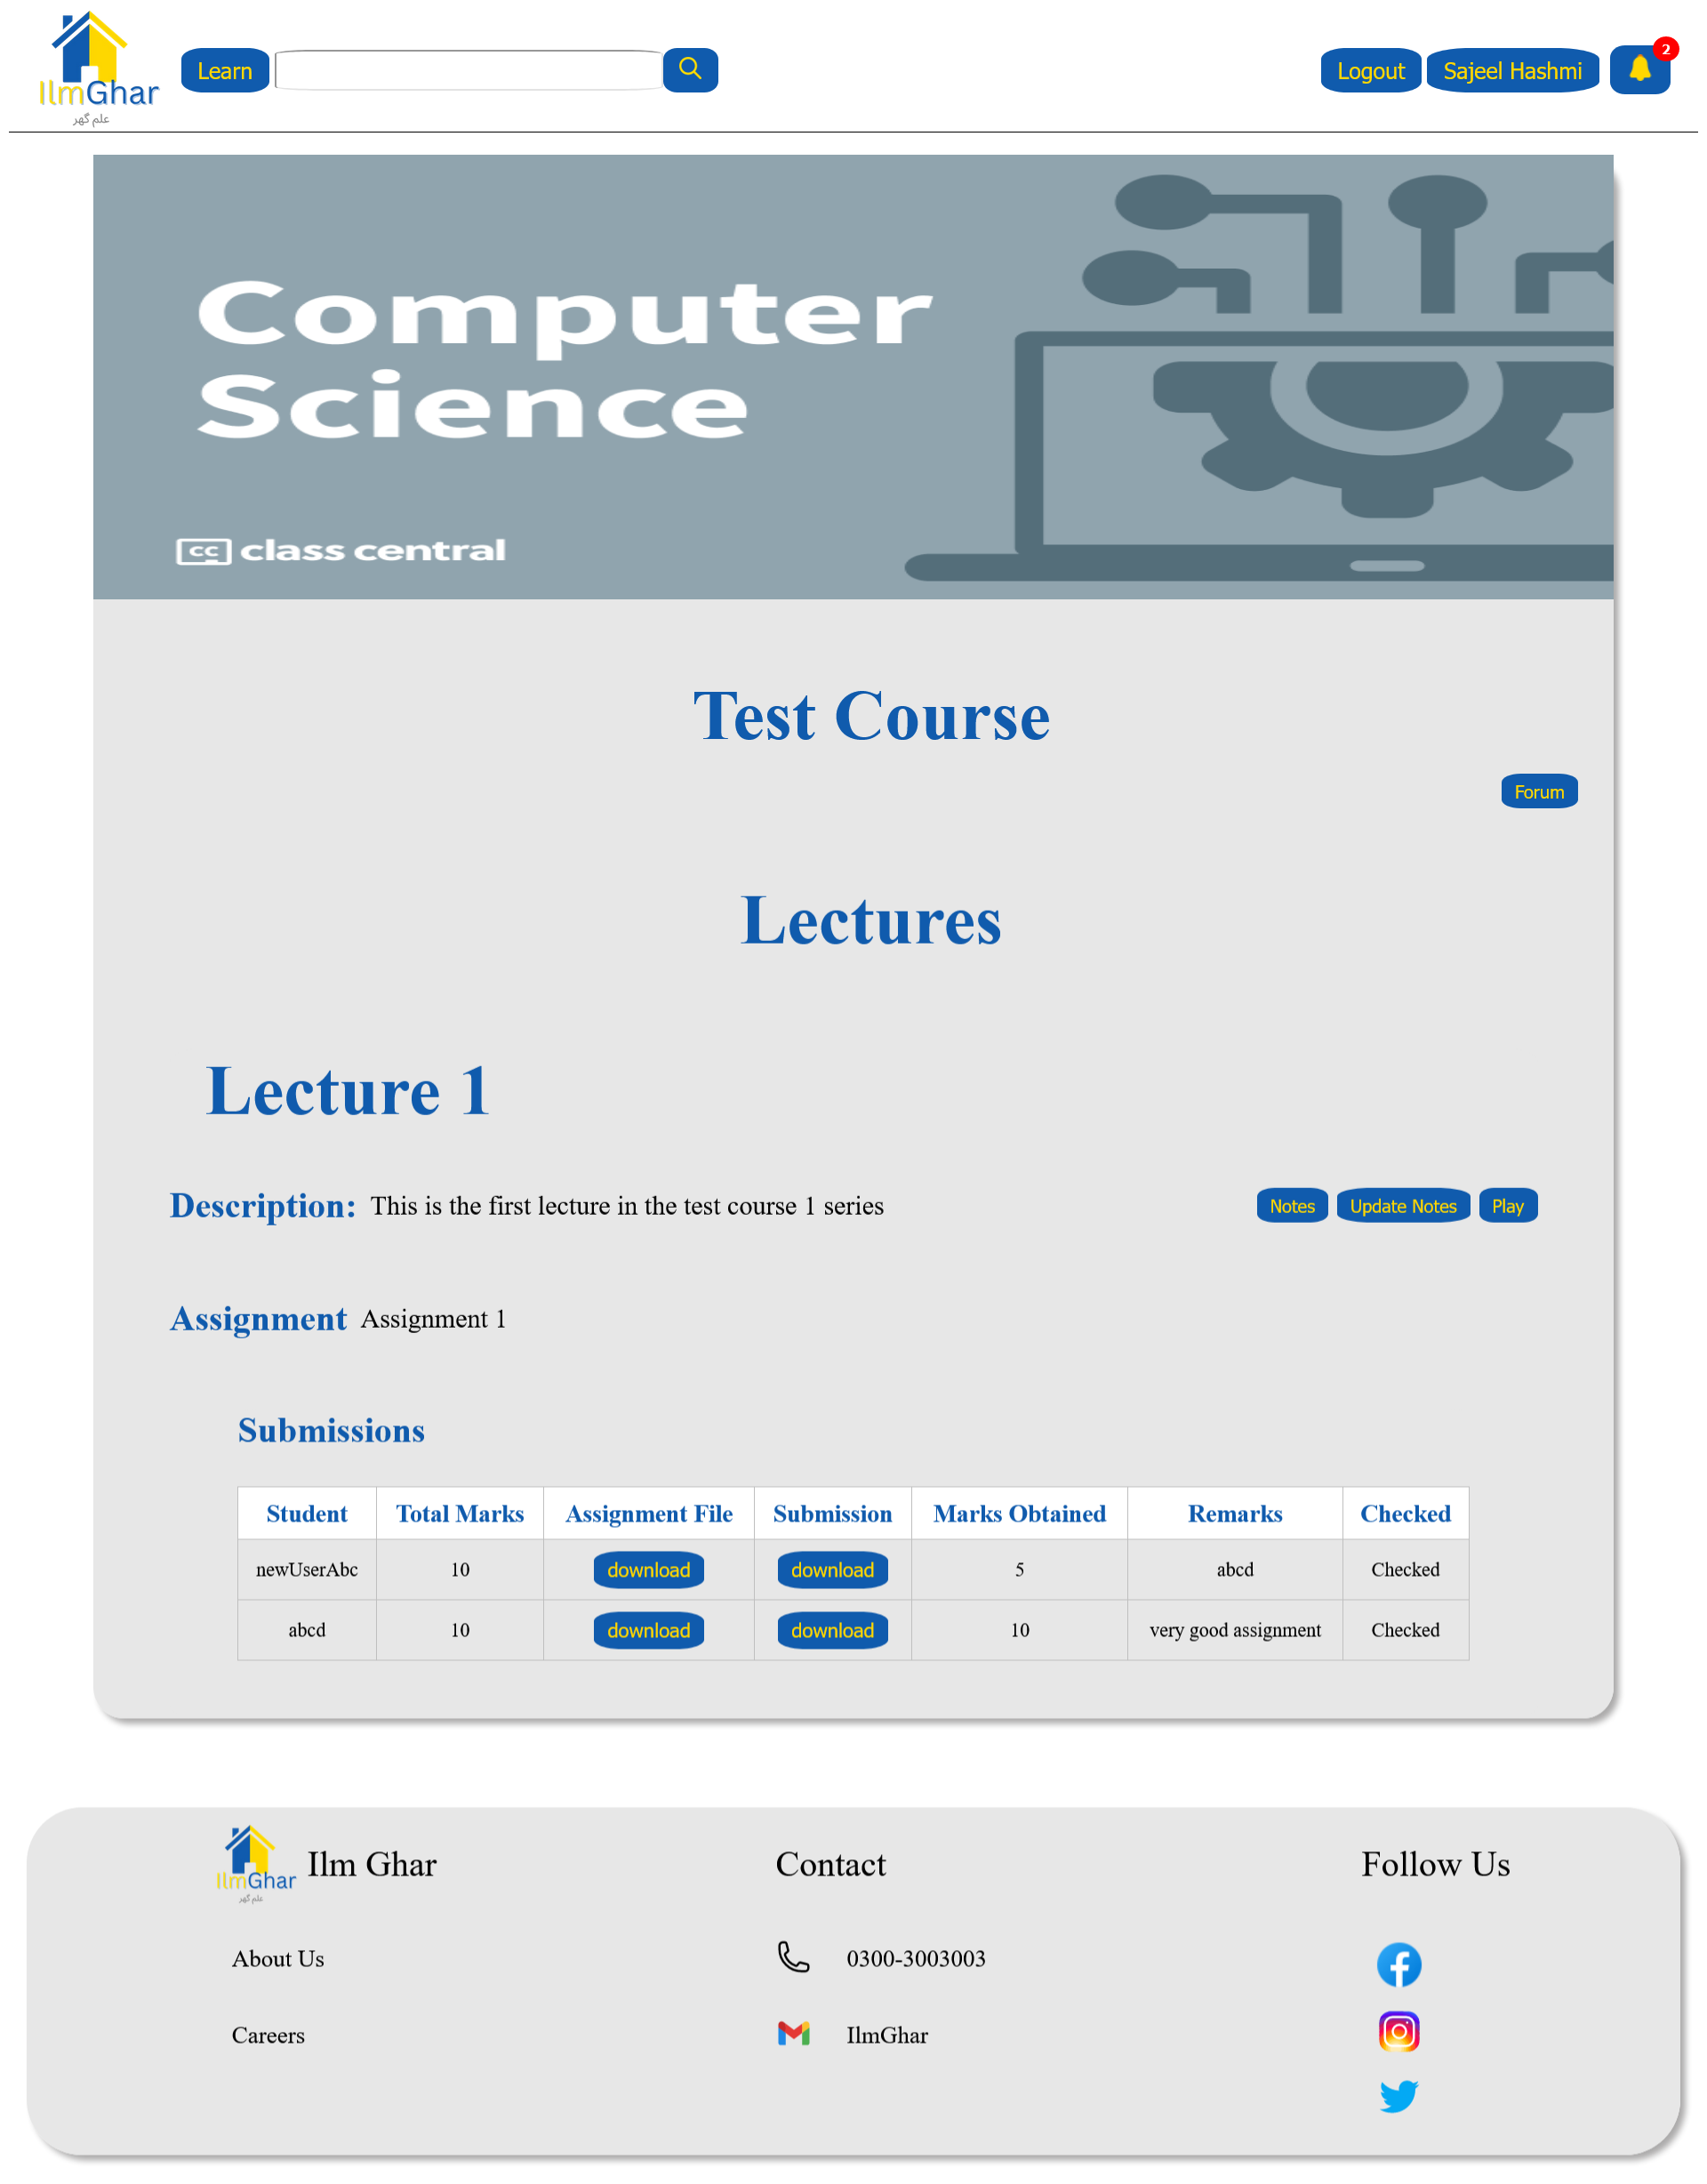 IlmGhar
علم گھر
Learn
Logout
Sajeel Hashmi
2
Computer
Science
cc class central
Test Course
Forum
Lectures
Lecture 1
Description: This is the first lecture in the test course 1 series
Notes Update Notes Play
Assignment Assignment 1
Submissions
Student Total Marks Assignment File Submission Marks Obtained Remarks Checked
newUserAbc 10 download download 5 abcd Checked
abcd 10 download download 10 very good assignment Checked
IlmGhar
علم گھر
Ilm Ghar
Contact
Follow Us
About Us
0300-3003003
Careers
IlmGhar